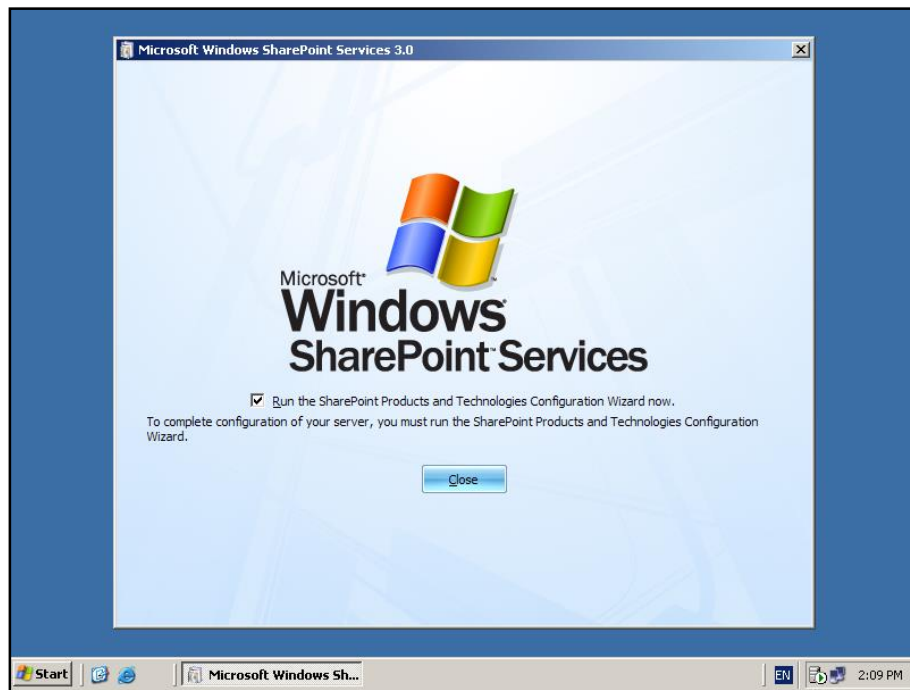 Microsoft Windows SharePoint Services 3.0
Microsoft®
Windows®
SharePoint™ Services
Run the SharePoint Products and Technologies Configuration Wizard now.
To complete configuration of your server, you must run the SharePoint Products and Technologies Configuration
Wizard.
Close
Start
Microsoft Windows Sh...
EN
2:09 PM